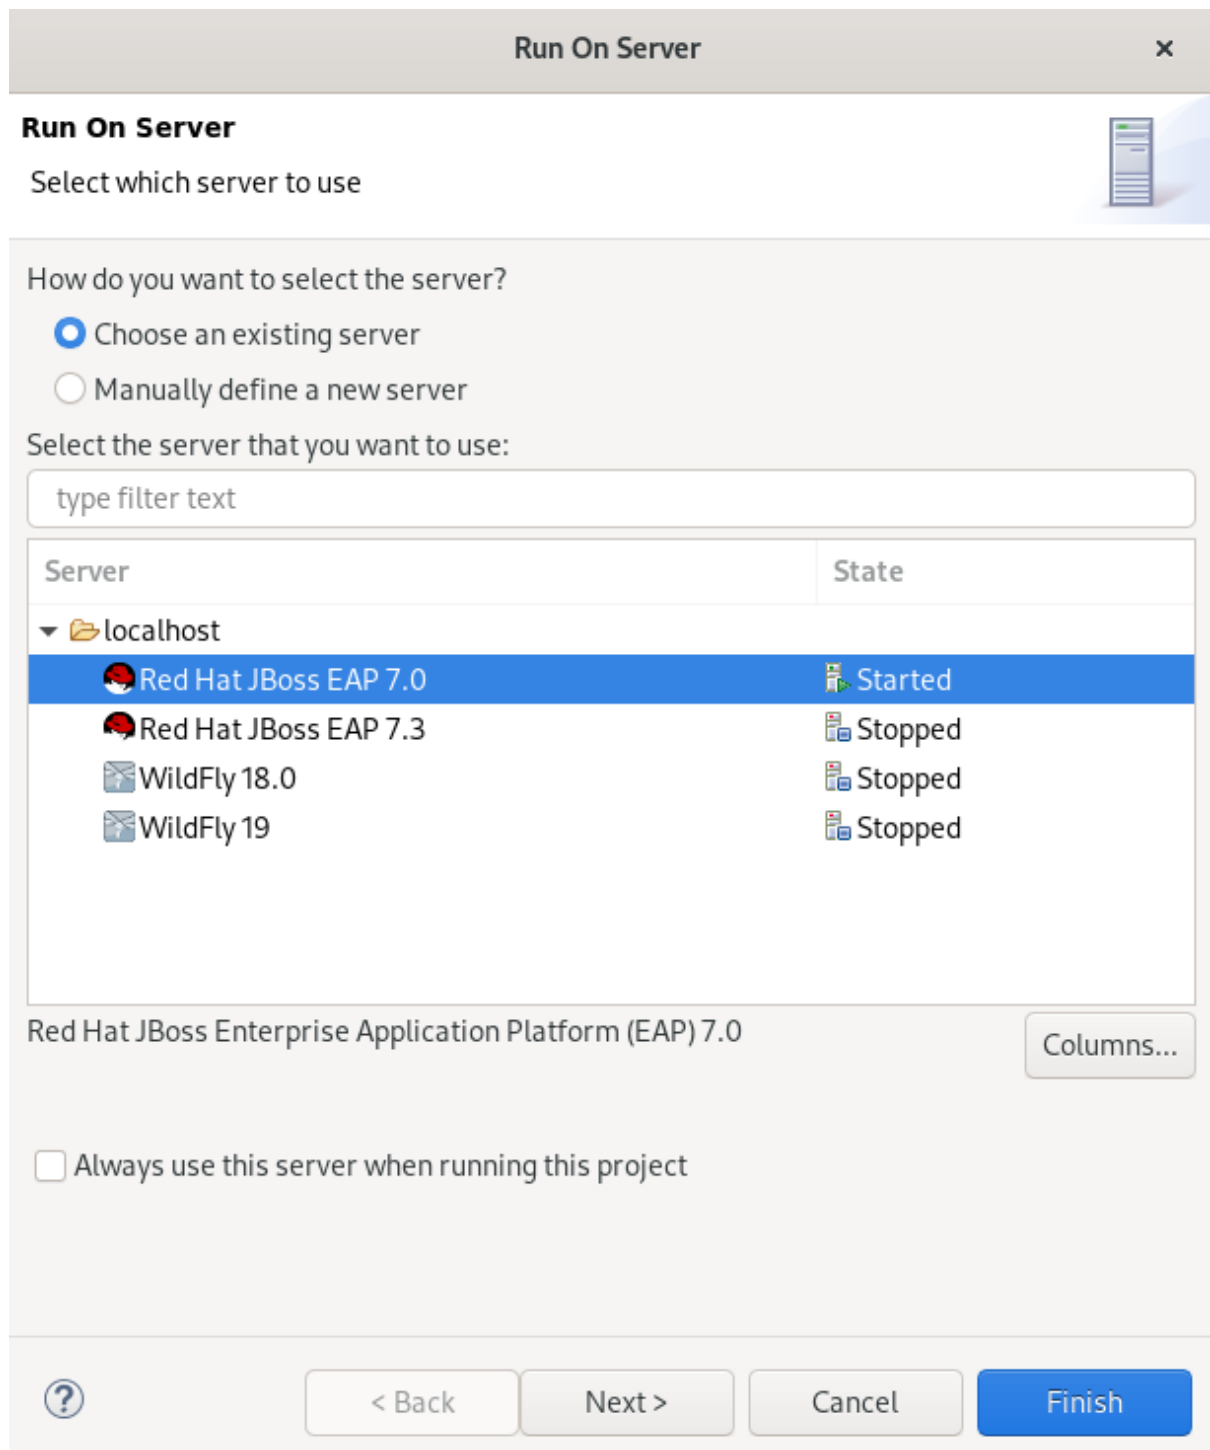 Run On Server ×
Run On Server
Select which server to use
How do you want to select the server?
Choose an existing server
Manually define a new server
Select the server that you want to use:
type filter text
Server State
localhost
Red Hat JBoss EAP 7.0 Started
Red Hat JBoss EAP 7.3 Stopped
WildFly 18.0 Stopped
WildFly 19 Stopped
Red Hat JBoss Enterprise Application Platform (EAP) 7.0
Columns...
Always use this server when running this project
? < Back Next > Cancel Finish